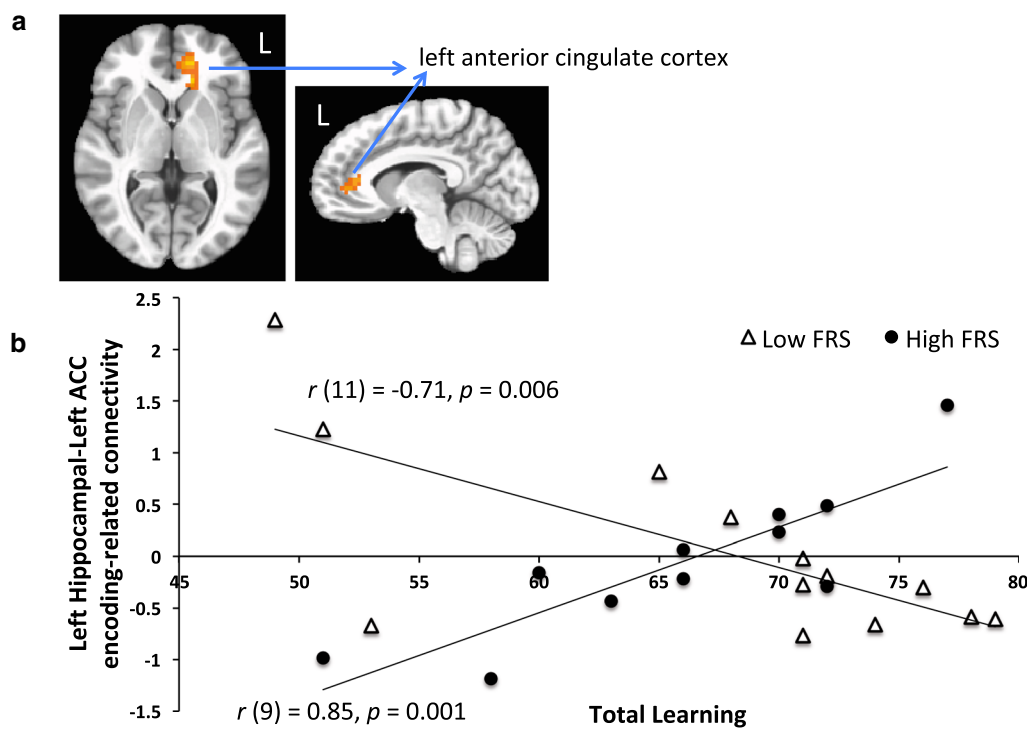 a
L
left anterior cingulate cortex
L
b
Left Hippocampal-Left ACC
encoding-related connectivity
2.5
2
1.5
1
0.5
0
-0.5
-1
-1.5
Low FRS
High FRS
r (11) = -0.71, p = 0.006
45 50 55 60 65 70 75 80
r (9) = 0.85, p = 0.001
Total Learning